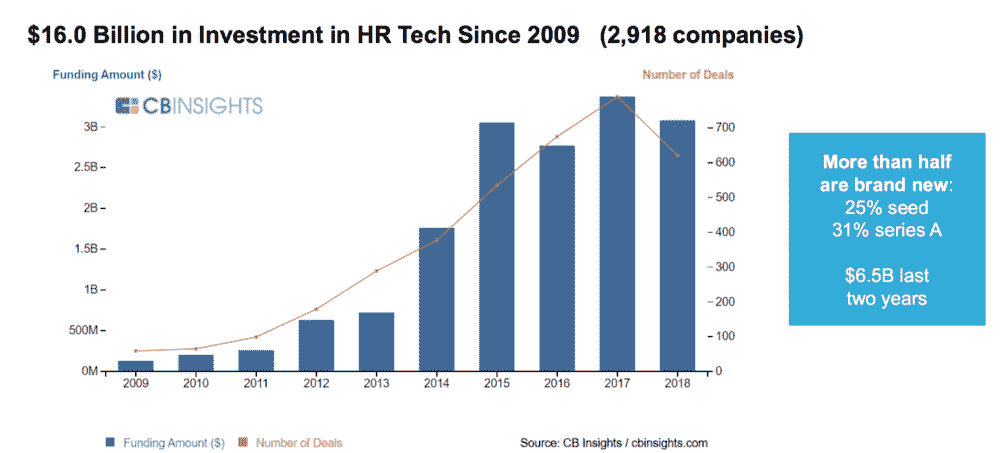 $16.0 Billion in Investment in HR Tech Since 2009 (2,918 companies)
Funding Amount ($)
Number of Deals
CBINSIGHTS
3B
2.5B
2B
1.5B
1B
500M
0M
700
600
500
400
300
200
100
0
2009 2010 2011 2012 2013 2014 2015 2016 2017 2018
Funding Amount ($) Number of Deals
Source: CB Insights / cbinsights.com
More than half
are brand new:
25% seed
31% series A
$6.5B last
two years